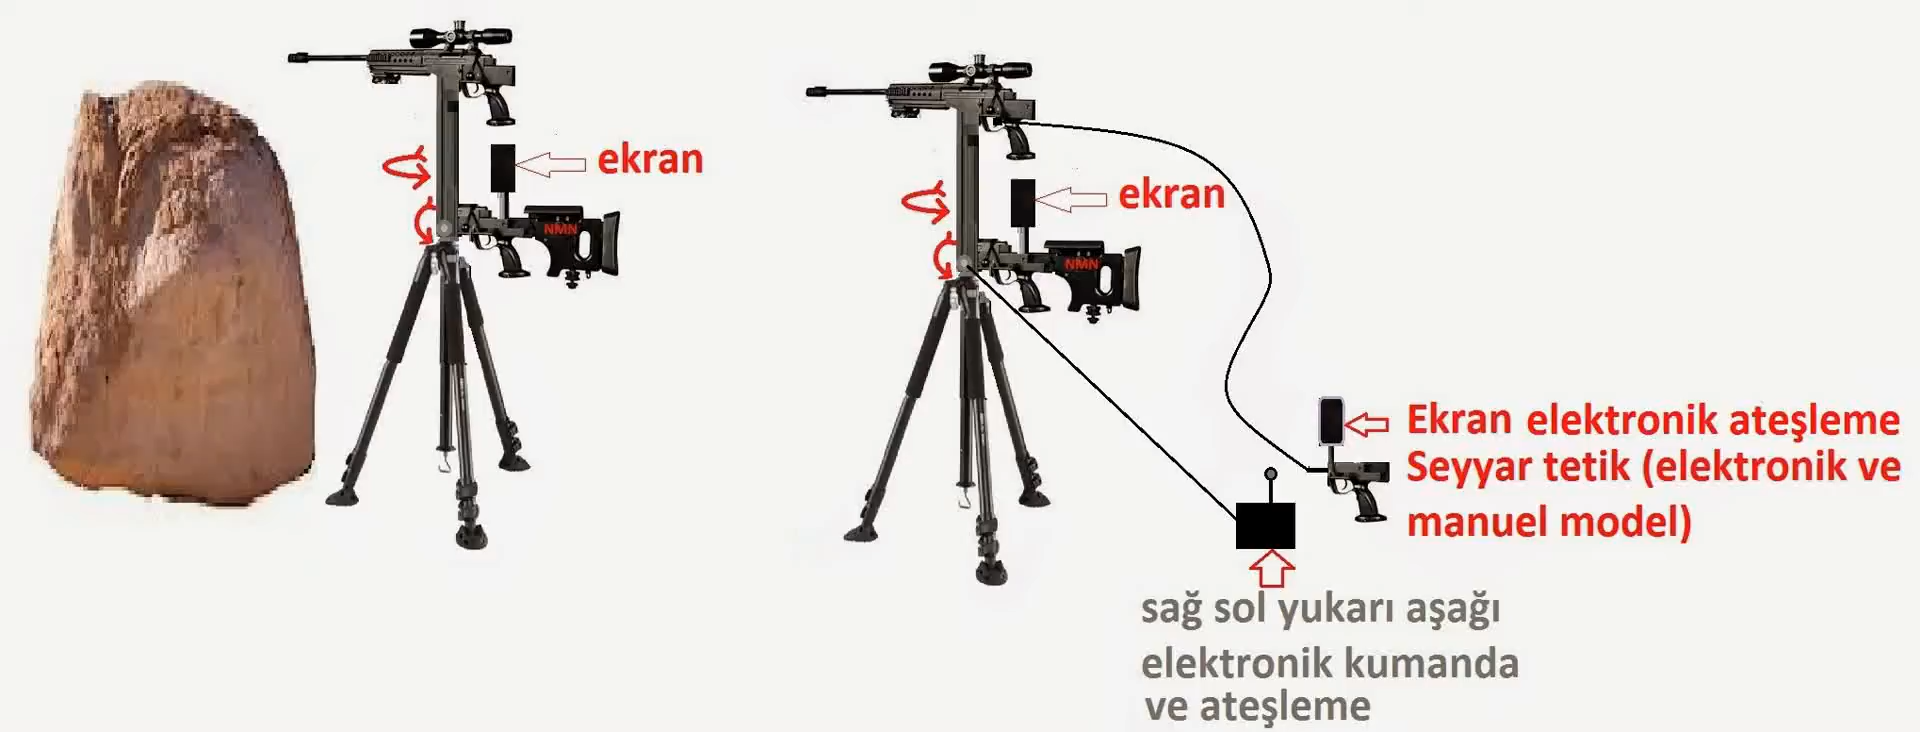 ekran
NMN
ekran
NMN
Ekran elektronik ateşleme
Seyyar tetik (elektronik ve
manuel model)
sağ sol yukarı aşağı
elektronik kumanda
ve ateşleme